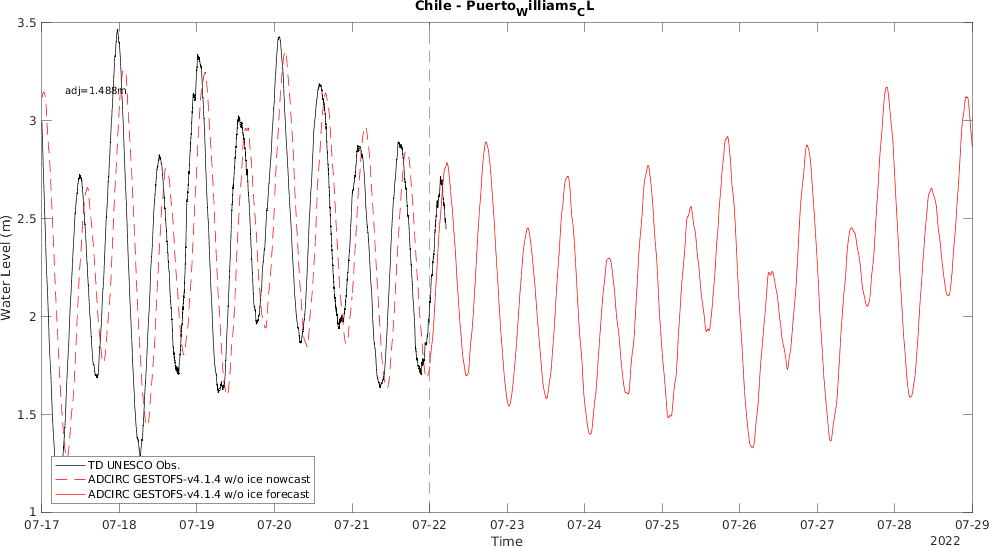 Chile - PuertoWilliamsCL
adj=1.488m
3.5
3
2.5
2
1.5
1
Water Level (m)
TD UNESCO Obs.
ADCIRC GESTOFS-v4.1.4 w/o ice nowcast
ADCIRC GESTOFS-v4.1.4 w/o ice forecast
07-17 07-18 07-19 07-20 07-21 07-22 07-23 07-24 07-25 07-26 07-27 07-28 07-29
Time
2022